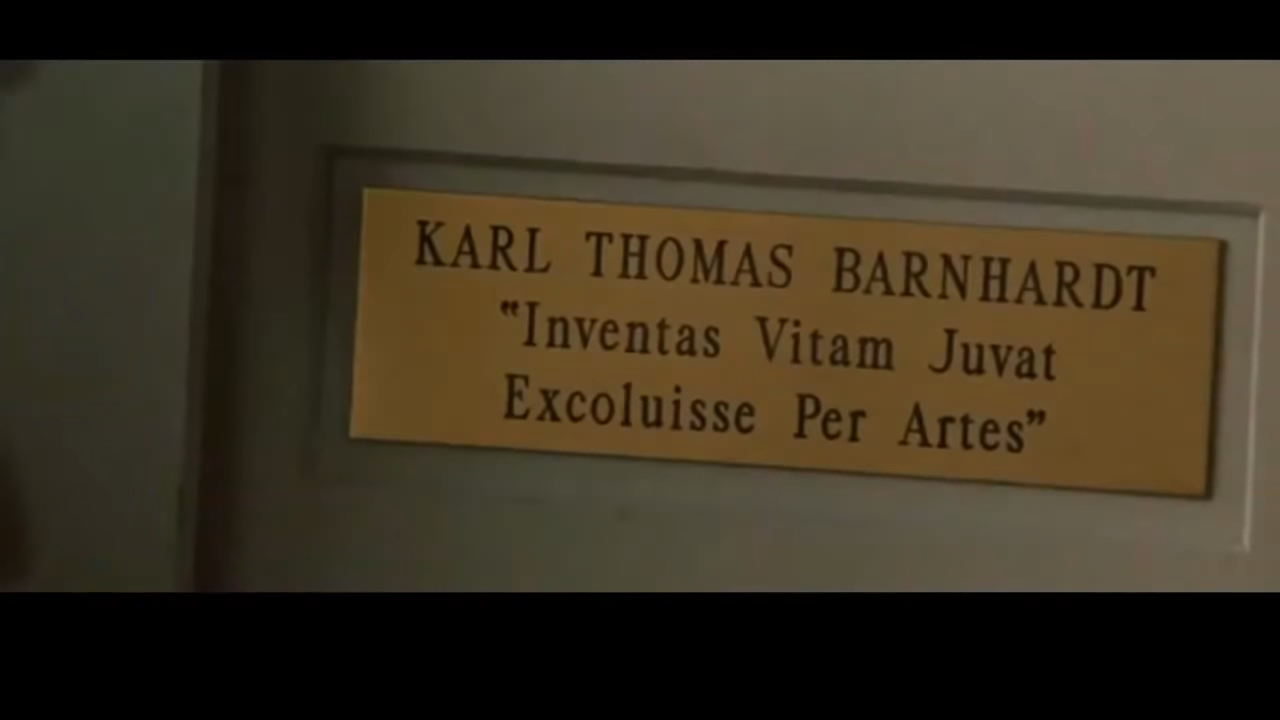 KARL THOMAS BARNHARDT
"Inventas Vitam Juvat
Excoluisse Per Artes"